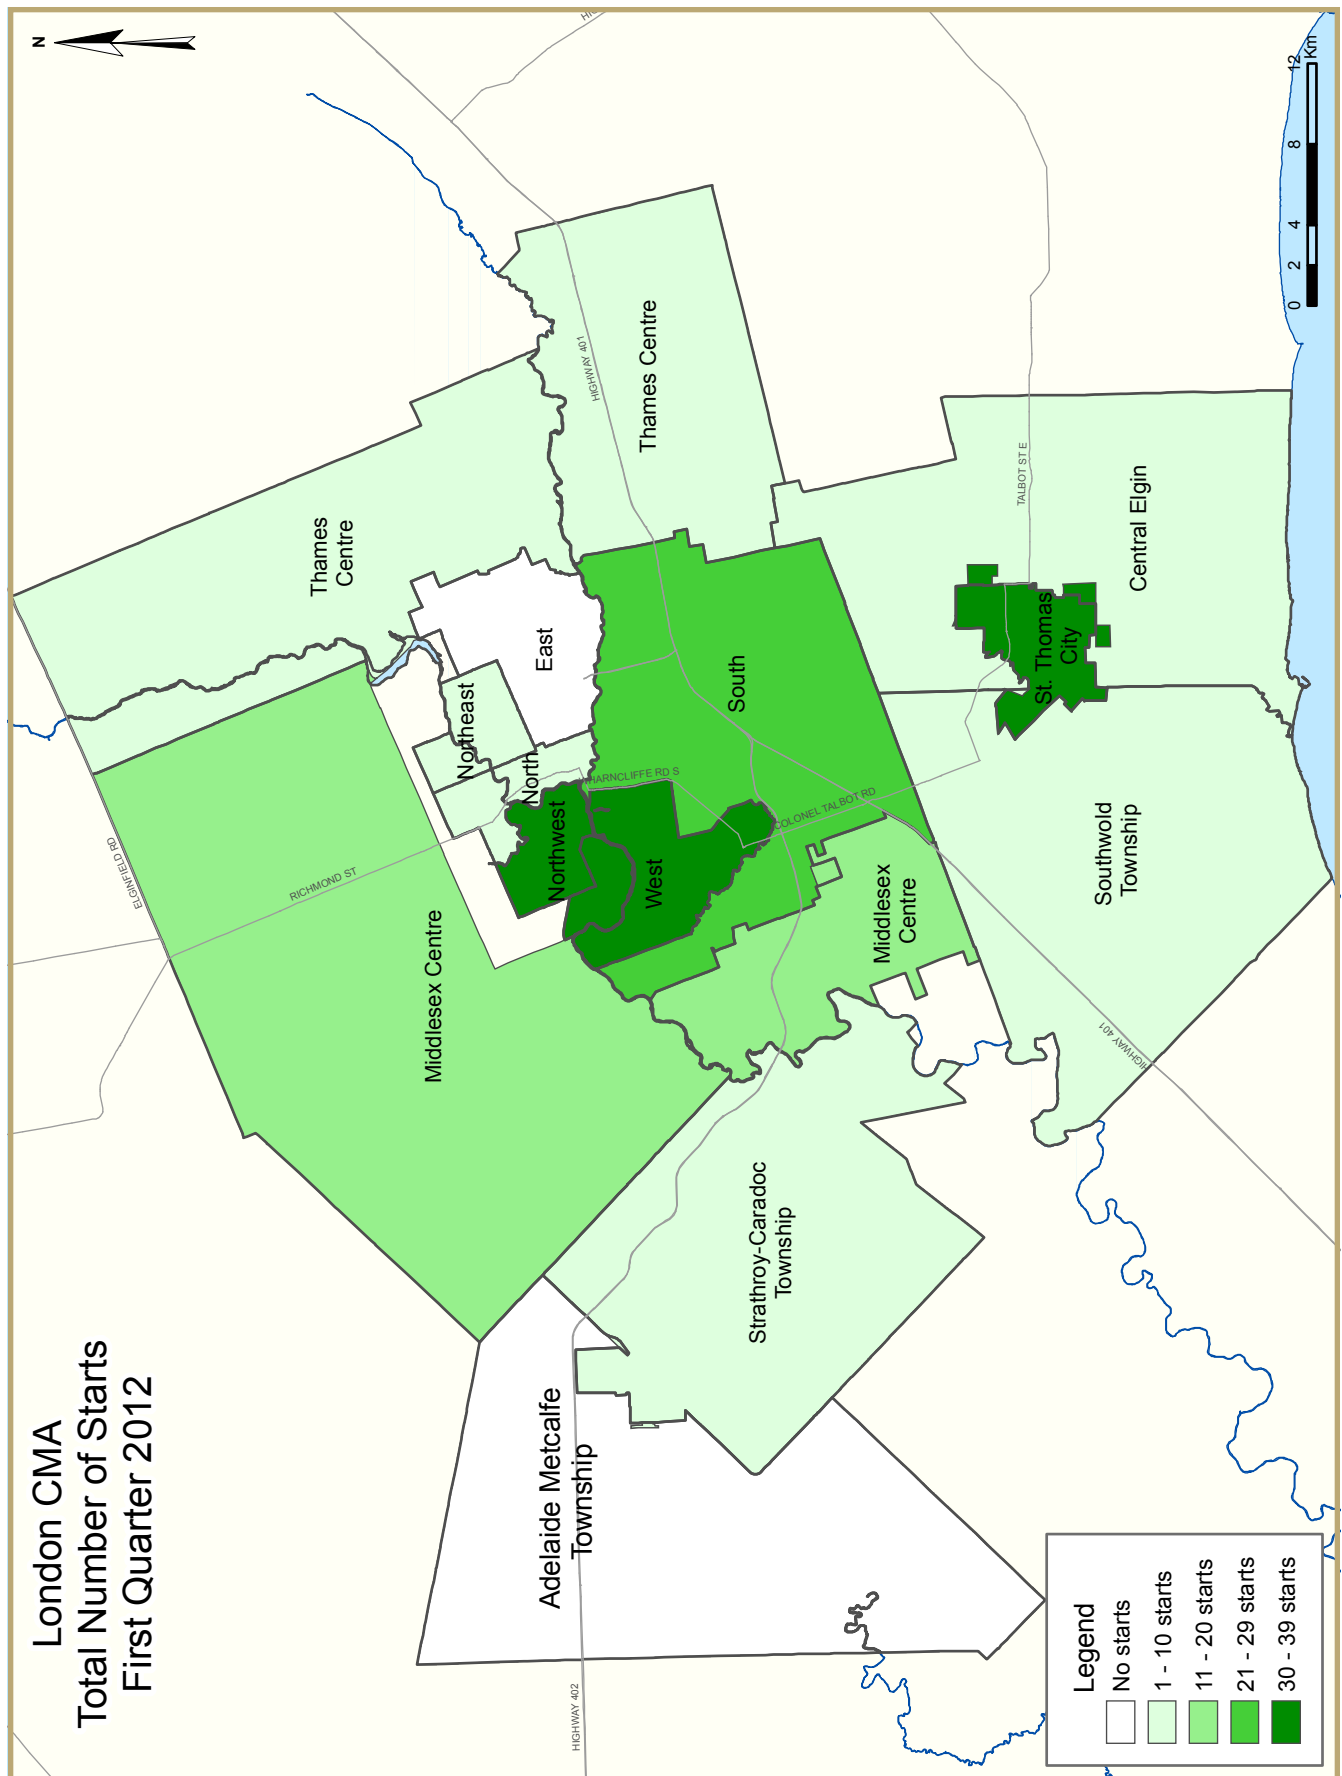 London CMA
Total Number of Starts
First Quarter 2012
N
ELGINFIELD RD
RICHMOND ST
Middlesex Centre
Thames
Centre
Northeast
North
East
Northwest
West
South
WHARNCLIFFE RD S
COLONEL TALBOT RD
HIGHWAY 401
Thames Centre
Middlesex
Centre
Adelaide Metcalfe
Township
HIGHWAY 402
Strathroy-Caradoc
Township
Southwold
Township
HIGHWAY 401
St. Thomas
City
TALBOT ST E
Central Elgin
Legend
No starts
1 - 10 starts
11 - 20 starts
21 - 29 starts
30 - 39 starts
0 2 4 8 12
Km